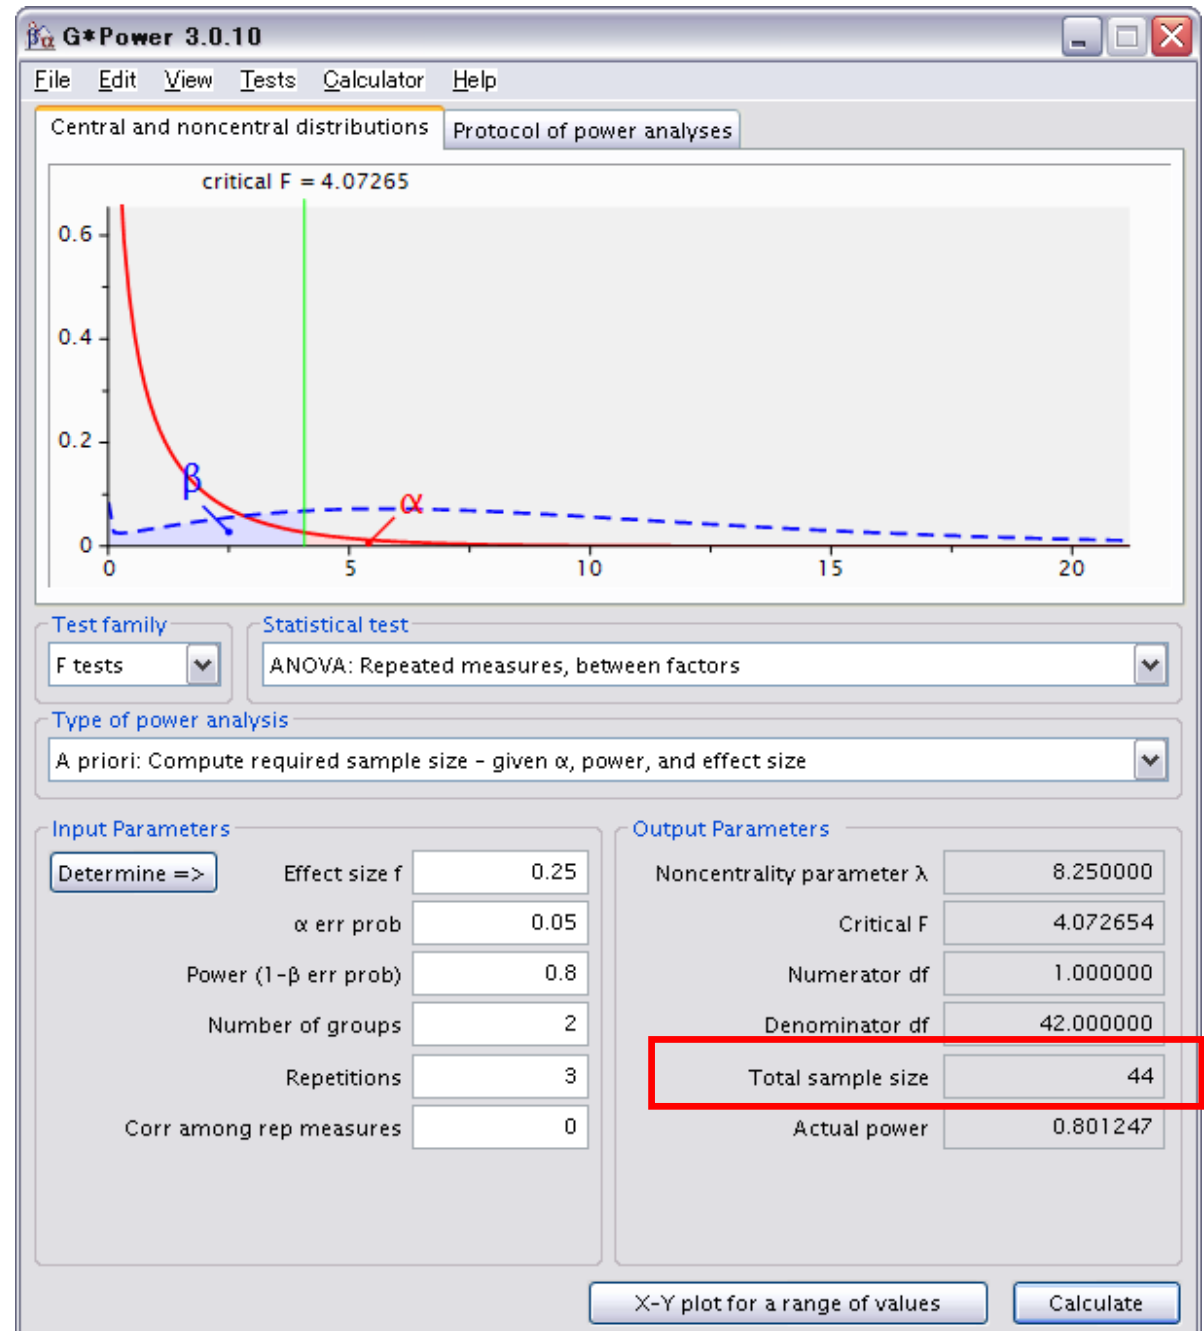 G*Power 3.0.10
File Edit View Tests Calculator Help
Central and noncentral distributions Protocol of power analyses
critical F = 4.07265
0.6
0.4
0.2
β α
0
0 5 10 15 20
Test family Statistical test
F tests ANOVA: Repeated measures, between factors
Type of power analysis
A priori: Compute required sample size – given α, power, and effect size
Input Parameters Output Parameters
Determine => Effect size f 0.25 Noncentrality parameter λ 8.250000
α err prob 0.05 Critical F 4.072654
Power (1–β err prob) 0.8 Numerator df 1.000000
Number of groups 2 Denominator df 42.000000
Repetitions 3 Total sample size 44
Corr among rep measures 0 Actual power 0.801247
X–Y plot for a range of values Calculate